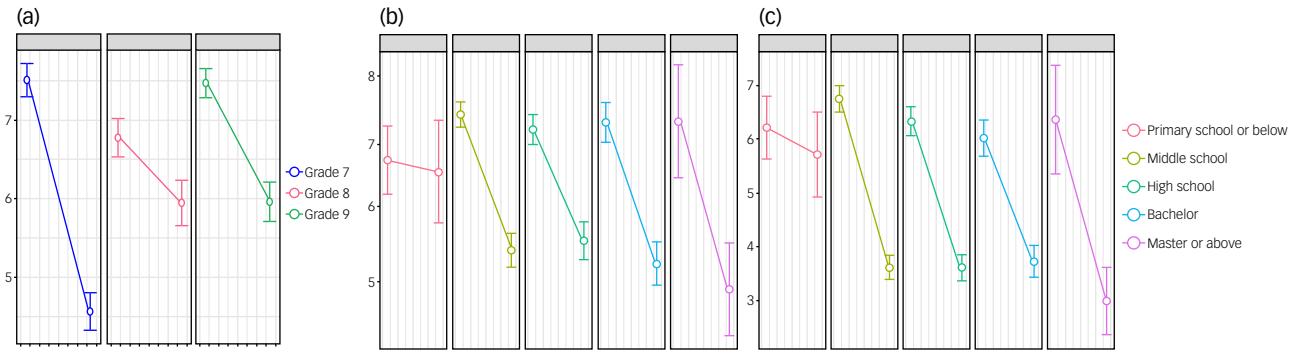 (a)
7
6
5
Grade 7
Grade 8
Grade 9
(b)
8
7
6
5
(c)
7
6
5
4
3
Primary school or below
Middle school
High school
Bachelor
Master or above